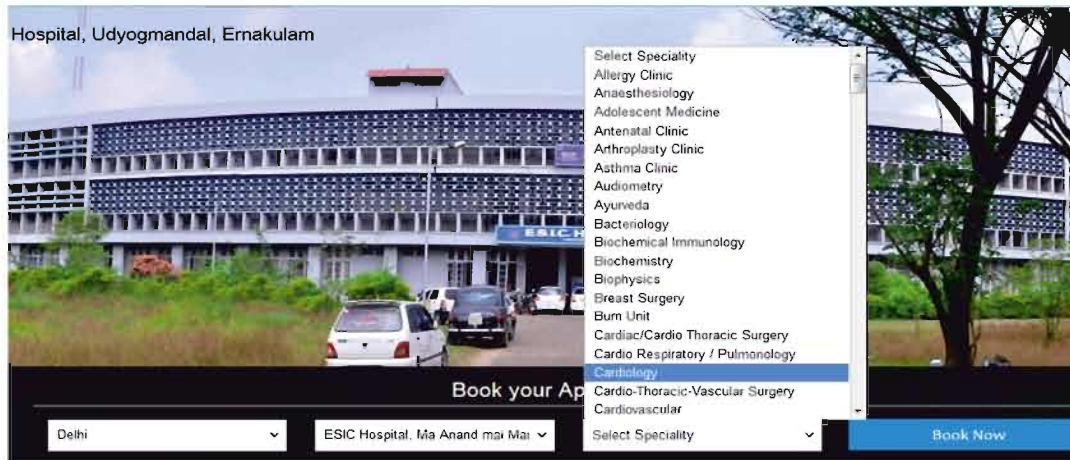 Hospital, Udyogmandal, Ernakulam
ESIC H
Select Speciality
Allergy Clinic
Anaesthesiology
Adolescent Medicine
Antenatal Clinic
Arthroplasty Clinic
Asthma Clinic
Audiometry
Ayurveda
Bacteriology
Biochemical Immunology
Biochemistry
Biophysics
Breast Surgery
Burn Unit
Cardiac/Cardio Thoracic Surgery
Cardio Respiratory / Pulmonology
Cardiology
Cardio-Thoracic-Vascular Surgery
Cardiovascular
Book your Ap
Delhi
ESIC Hospital, Ma Anand mai Mar
Select Speciality
Book Now